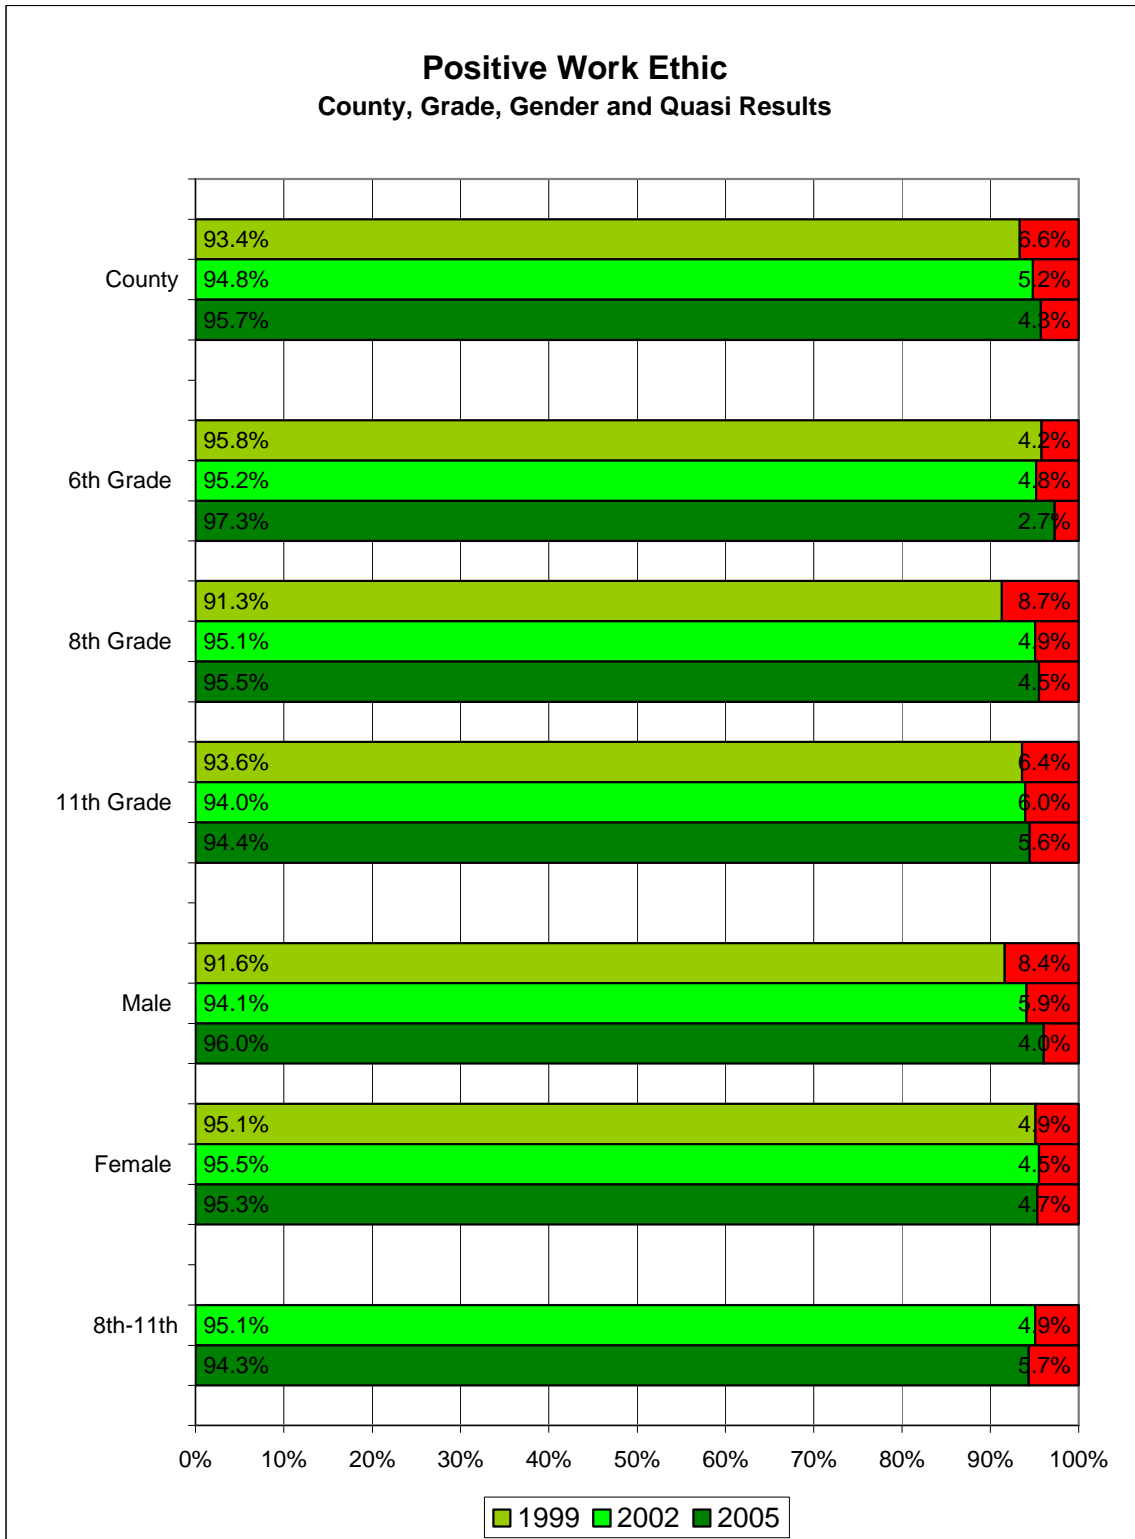 Positive Work Ethic
County, Grade, Gender and Quasi Results
93.4% 6.6%
County 94.8% 5.2%
95.7% 4.3%
95.8% 4.2%
6th Grade 95.2% 4.8%
97.3% 2.7%
91.3% 8.7%
8th Grade 95.1% 4.9%
95.5% 4.5%
93.6% 6.4%
11th Grade 94.0% 6.0%
94.4% 5.6%
91.6% 8.4%
Male 94.1% 5.9%
96.0% 4.0%
95.1% 4.9%
Female 95.5% 4.5%
95.3% 4.7%
8th-11th 95.1% 4.9%
94.3% 5.7%
0% 10% 20% 30% 40% 50% 60% 70% 80% 90% 100%
1999 2002 2005